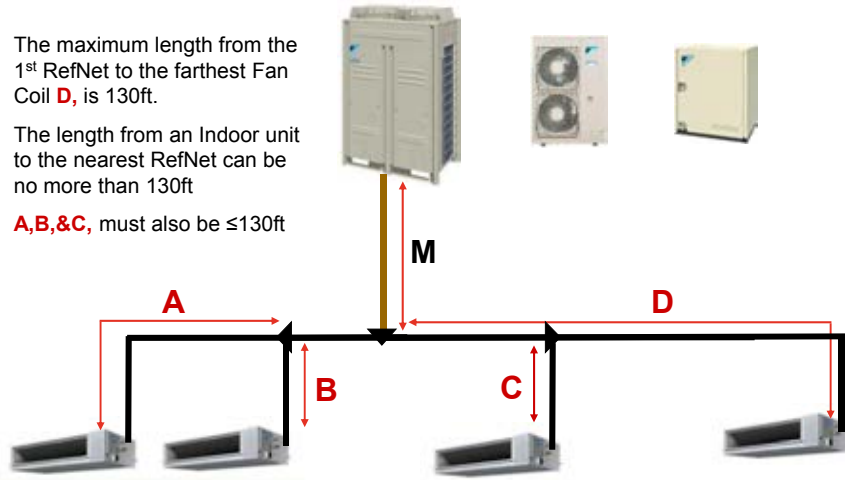 The maximum length from the
1st RefNet to the farthest Fan
Coil D, is 130ft.
The length from an Indoor unit
to the nearest RefNet can be
no more than 130ft
A,B,&C, must also be ≤130ft
M
A
D
B
C